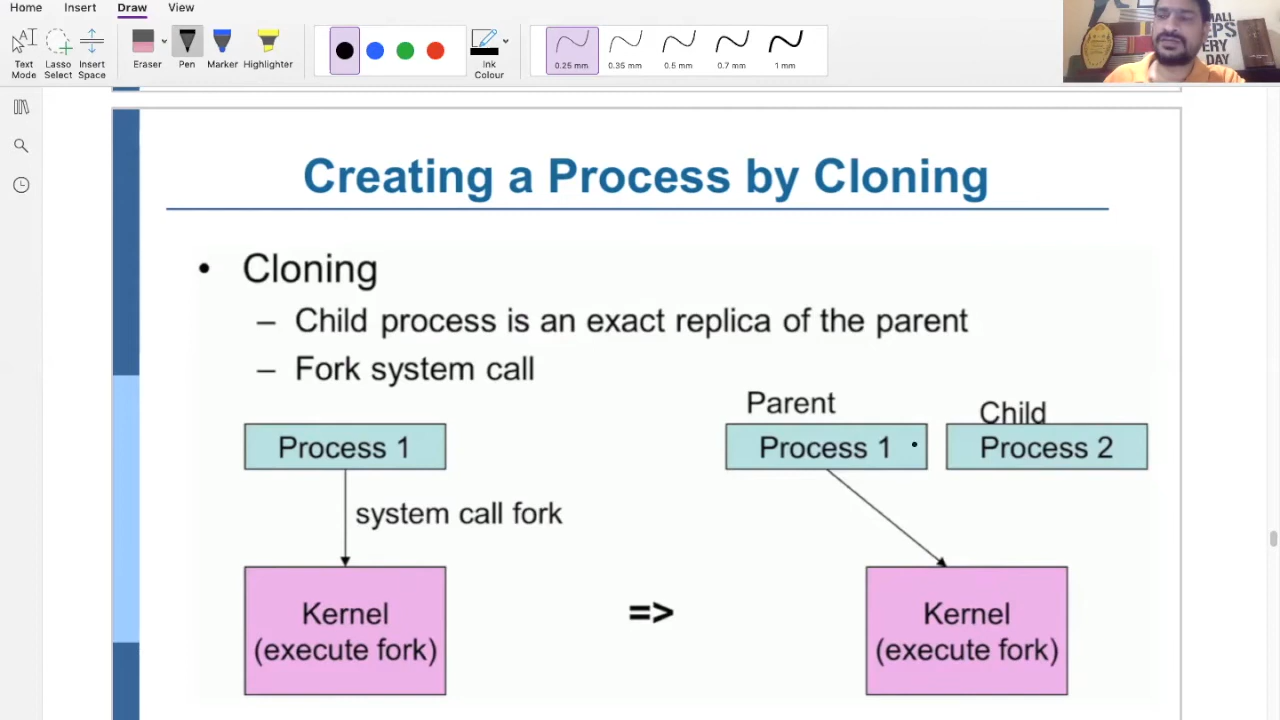 Home Insert Draw View
Text Mode
Lasso Select
Insert Space
Eraser
Pen
Marker
Highlighter
Ink Colour
0.25 mm 0.35 mm 0.5 mm 0.7 mm 1 mm
Creating a Process by Cloning
• Cloning
– Child process is an exact replica of the parent
– Fork system call
Parent
Child
Process 1
Process 1
Process 2
system call fork
Kernel
(execute fork)
=>
Kernel
(execute fork)